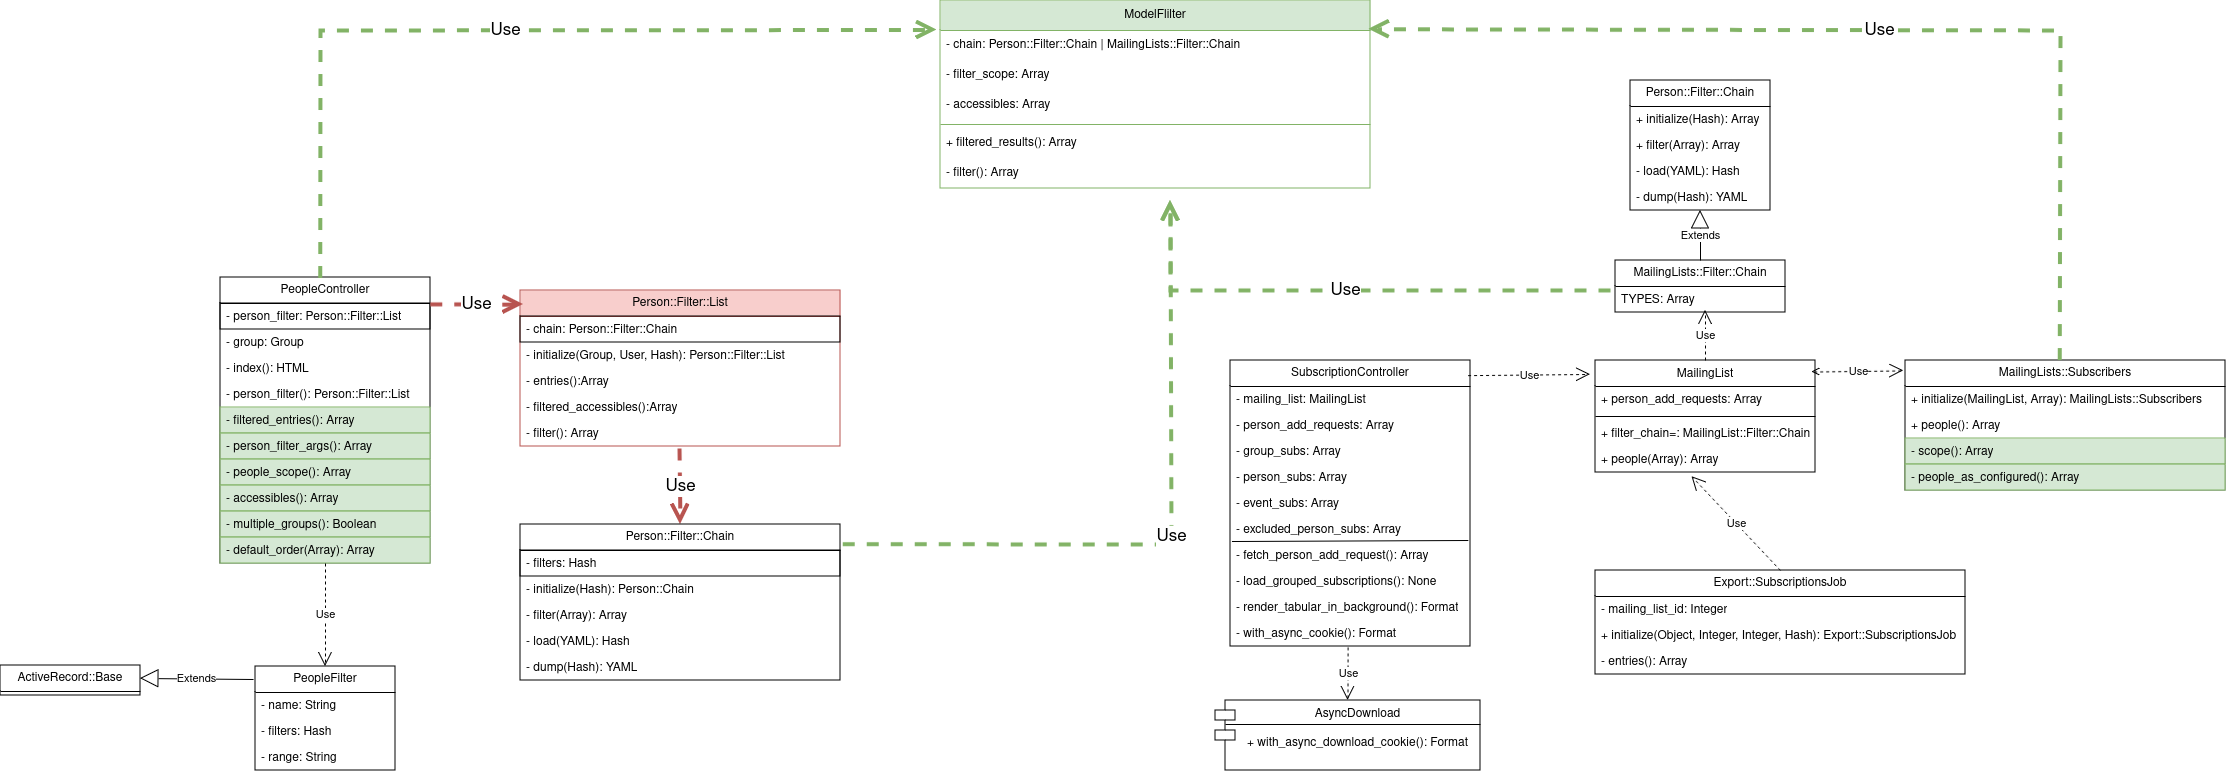 ModelFlilter
- chain: Person::Filter::Chain | MailingLists::Filter::Chain
- filter_scope: Array
- accessibles: Array
+ filtered_results(): Array
- filter(): Array
Use
Use
Person::Filter::Chain
+ initialize(Hash): Array
+ filter(Array): Array
- load(YAML): Hash
- dump(Hash): YAML
Extends
MailingLists::Filter::Chain
TYPES: Array
Use
Use
PeopleController
- person_filter: Person::Filter::List
- group: Group
- index(): HTML
- person_filter(): Person::Filter::List
- filtered_entries(): Array
- person_filter_args(): Array
- people_scope(): Array
- accessibles(): Array
- multiple_groups(): Boolean
- default_order(Array): Array
Use
Person::Filter::List
- chain: Person::Filter::Chain
- initialize(Group, User, Hash): Person::Filter::List
- entries():Array
- filtered_accessibles():Array
- filter(): Array
Use
Person::Filter::Chain
- filters: Hash
- initialize(Hash): Person::Chain
- filter(Array): Array
- load(YAML): Hash
- dump(Hash): YAML
Use
Use
ActiveRecord::Base
Extends
PeopleFilter
- name: String
- filters: Hash
- range: String
SubscriptionController
- mailing_list: MailingList
- person_add_requests: Array
- group_subs: Array
- person_subs: Array
- event_subs: Array
- excluded_person_subs: Array
- fetch_person_add_request(): Array
- load_grouped_subscriptions(): None
- render_tabular_in_background(): Format
- with_async_cookie(): Format
Use
MailingList
+ person_add_requests: Array
+ filter_chain=: MailingList::Filter::Chain
+ people(Array): Array
Use
MailingLists::Subscribers
+ initialize(MailingList, Array): MailingLists::Subscribers
+ people(): Array
- scope(): Array
- people_as_configured(): Array
Use
Export::SubscriptionsJob
- mailing_list_id: Integer
+ initialize(Object, Integer, Integer, Hash): Export::SubscriptionsJob
- entries(): Array
Use
AsyncDownload
+ with_async_download_cookie(): Format